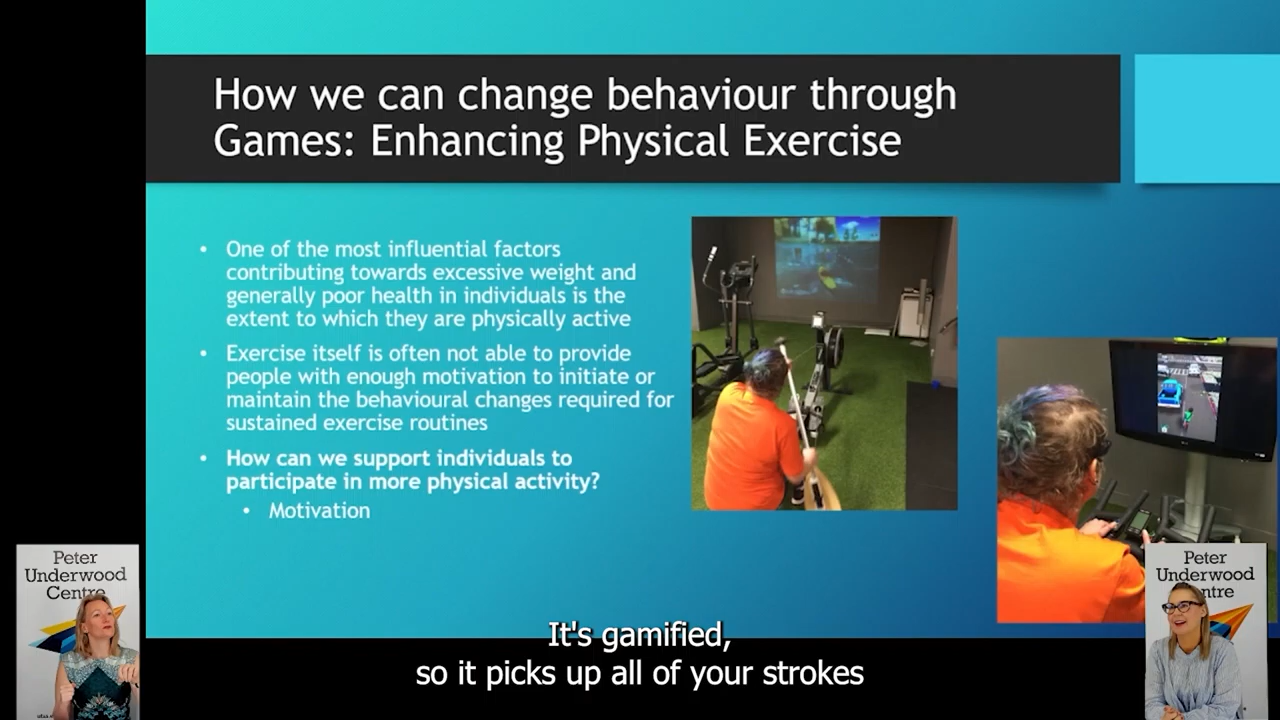 How we can change behaviour through
Games: Enhancing Physical Exercise
• One of the most influential factors
contributing towards excessive weight and
generally poor health in individuals is the
extent to which they are physically active
• Exercise itself is often not able to provide
people with enough motivation to initiate or
maintain the behavioural changes required for
sustained exercise routines
• How can we support individuals to
participate in more physical activity?
• Motivation
Peter
Underwood
Centre
Peter
Underwood
ntre
It's gamified,
so it picks up all of your strokes